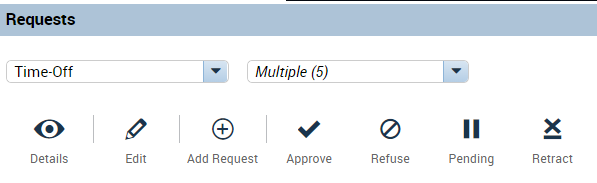 Requests
Time-Off Multiple (5)
Details Edit Add Request Approve Refuse Pending Retract